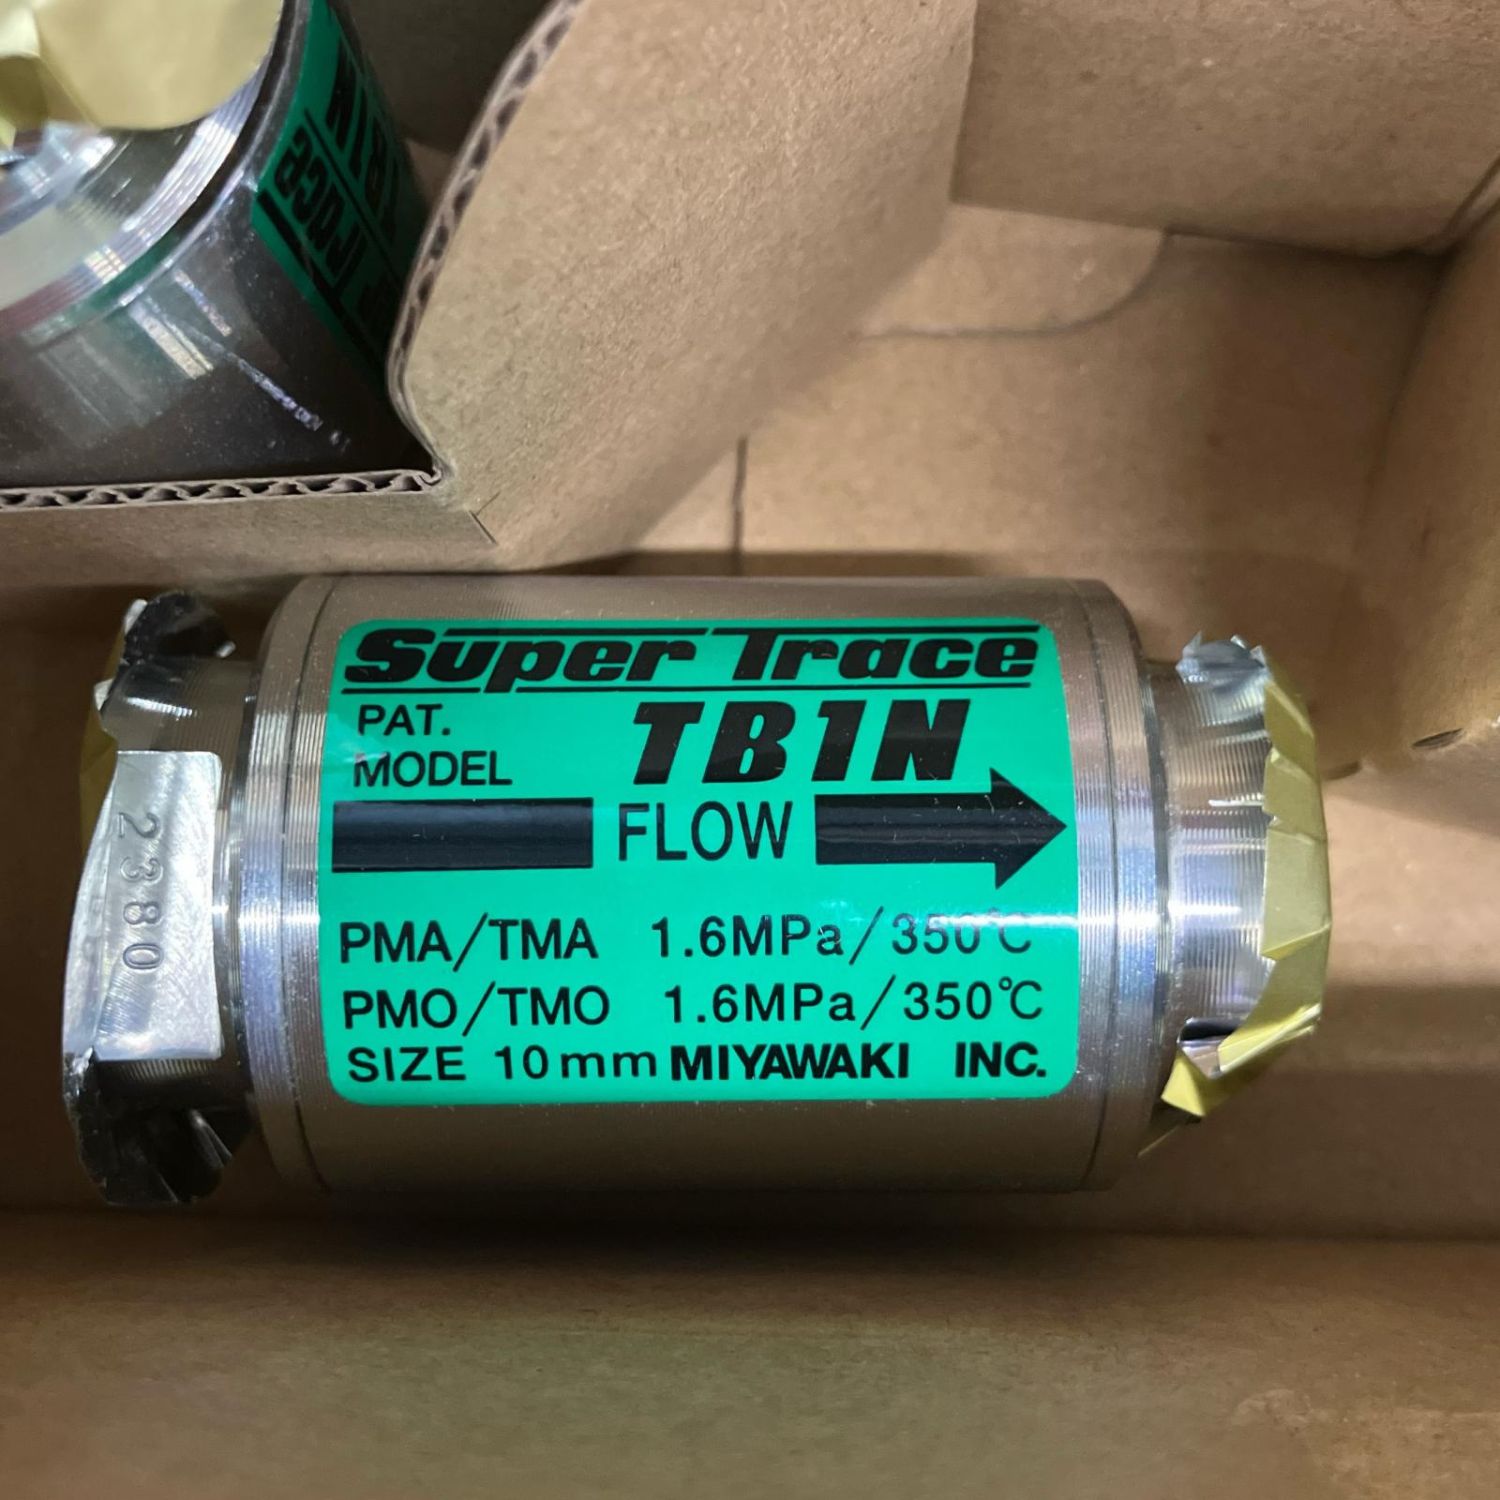 Trace
Super Trace
PAT.
MODEL TB1N
FLOW
PMA/TMA 1.6MPa/350℃
PMO/TMO 1.6MPa/350℃
SIZE 10mm MIYAWAKI INC.
2380